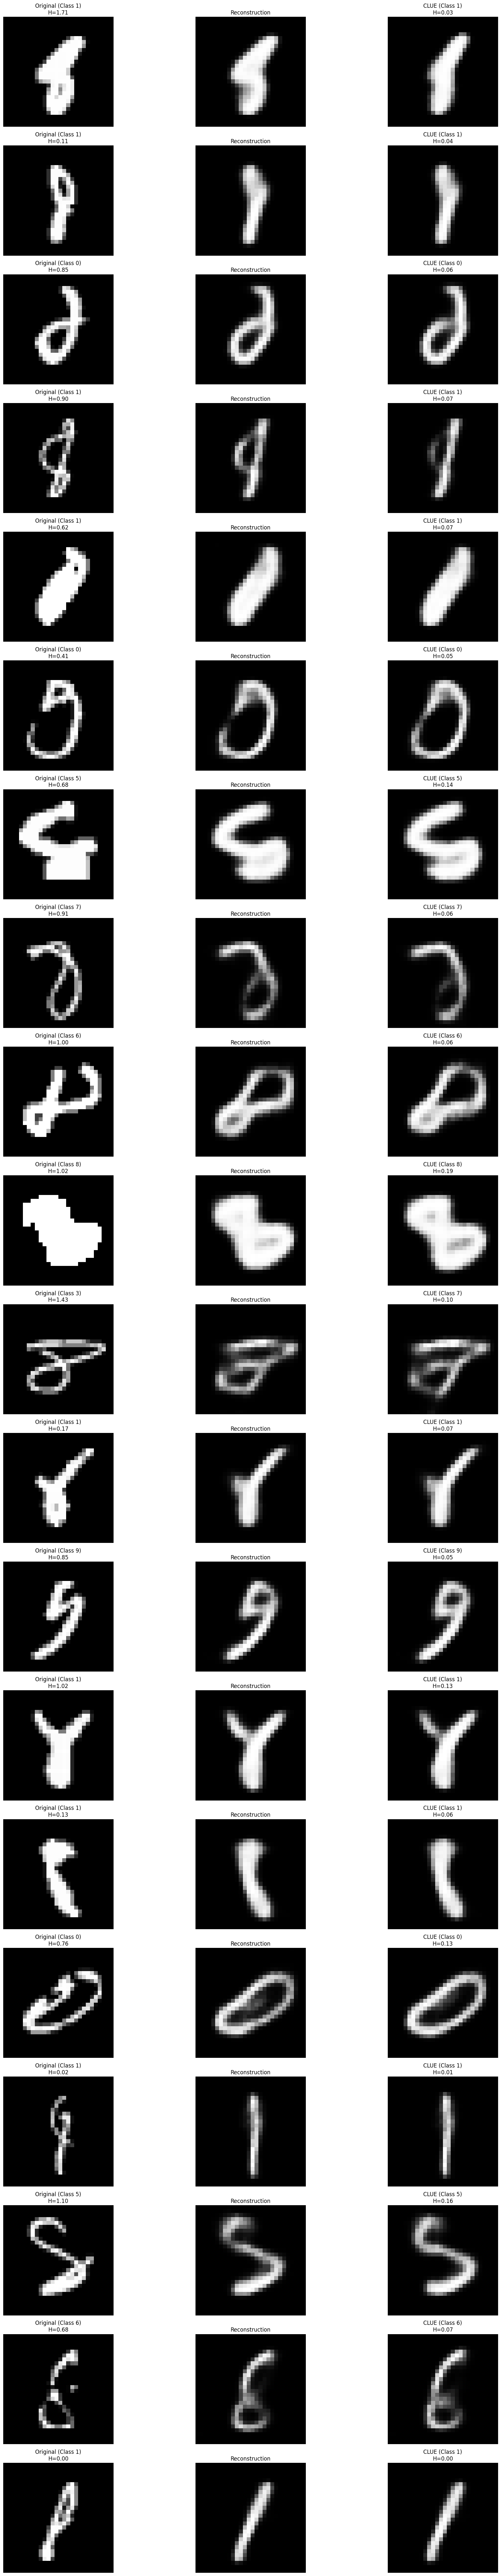 Original (Class 1)
H=1.71
Reconstruction
CLUE (Class 1)
H=0.03
Original (Class 1)
H=0.11
Reconstruction
CLUE (Class 1)
H=0.04
Original (Class 0)
H=0.85
Reconstruction
CLUE (Class 0)
H=0.06
Original (Class 1)
H=0.90
Reconstruction
CLUE (Class 1)
H=0.07
Original (Class 1)
H=0.62
Reconstruction
CLUE (Class 1)
H=0.07
Original (Class 0)
H=0.41
Reconstruction
CLUE (Class 0)
H=0.05
Original (Class 5)
H=0.68
Reconstruction
CLUE (Class 5)
H=0.14
Original (Class 7)
H=0.91
Reconstruction
CLUE (Class 7)
H=0.06
Original (Class 6)
H=1.00
Reconstruction
CLUE (Class 6)
H=0.06
Original (Class 8)
H=1.02
Reconstruction
CLUE (Class 8)
H=0.19
Original (Class 3)
H=1.43
Reconstruction
CLUE (Class 7)
H=0.10
Original (Class 1)
H=0.17
Reconstruction
CLUE (Class 1)
H=0.07
Original (Class 9)
H=0.85
Reconstruction
CLUE (Class 9)
H=0.05
Original (Class 1)
H=1.02
Reconstruction
CLUE (Class 1)
H=0.13
Original (Class 1)
H=0.13
Reconstruction
CLUE (Class 1)
H=0.06
Original (Class 0)
H=0.76
Reconstruction
CLUE (Class 0)
H=0.13
Original (Class 1)
H=0.02
Reconstruction
CLUE (Class 1)
H=0.01
Original (Class 5)
H=1.10
Reconstruction
CLUE (Class 5)
H=0.16
Original (Class 6)
H=0.68
Reconstruction
CLUE (Class 6)
H=0.07
Original (Class 1)
H=0.00
Reconstruction
CLUE (Class 1)
H=0.00